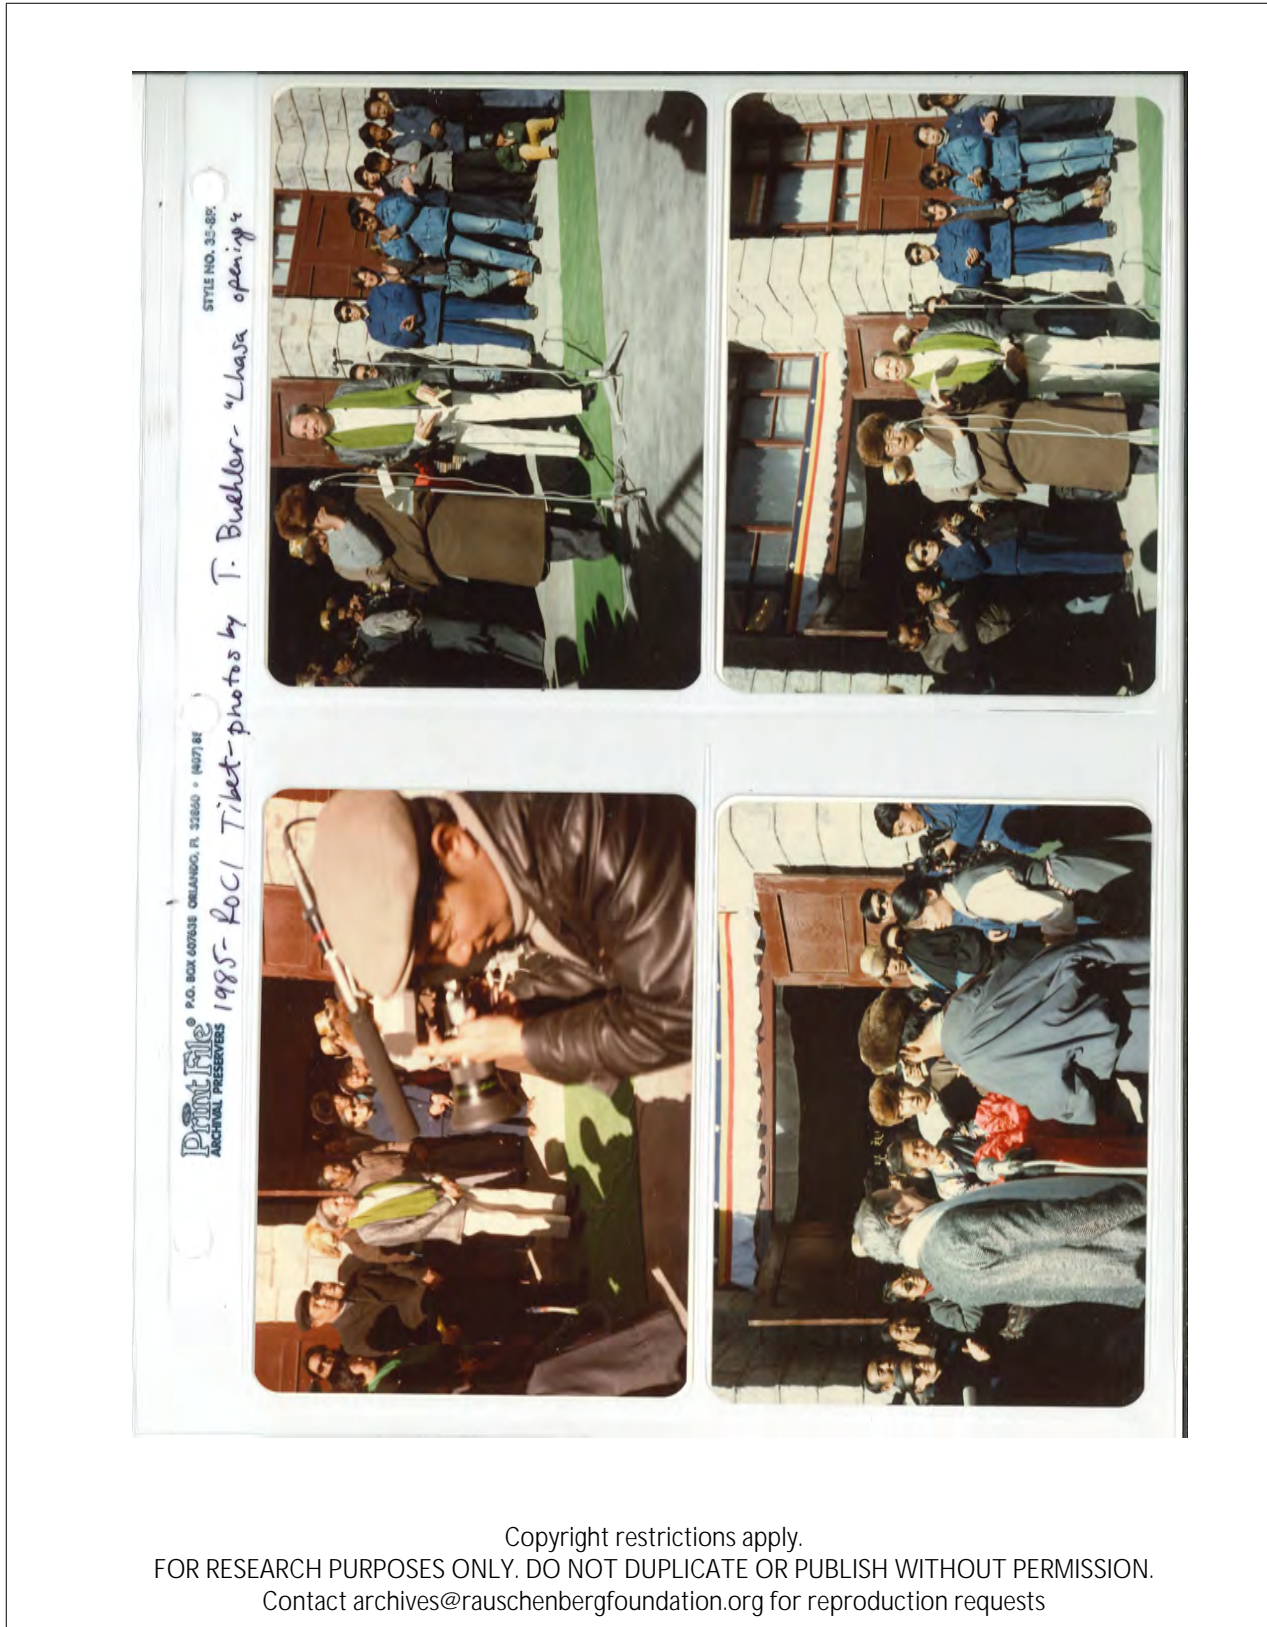 PrintFile® P.O. BOX 607638 ORLANDO, FL 32860 • (407) 88
STYLE NO. 35-8P
ARCHIVAL PRESERVERS
1985- ROCI Tibet- photos by T. Buehler- "Lhasa opening"
Copyright restrictions apply.
FOR RESEARCH PURPOSES ONLY. DO NOT DUPLICATE OR PUBLISH WITHOUT PERMISSION.
Contact archives@rauschenbergfoundation.org for reproduction requests